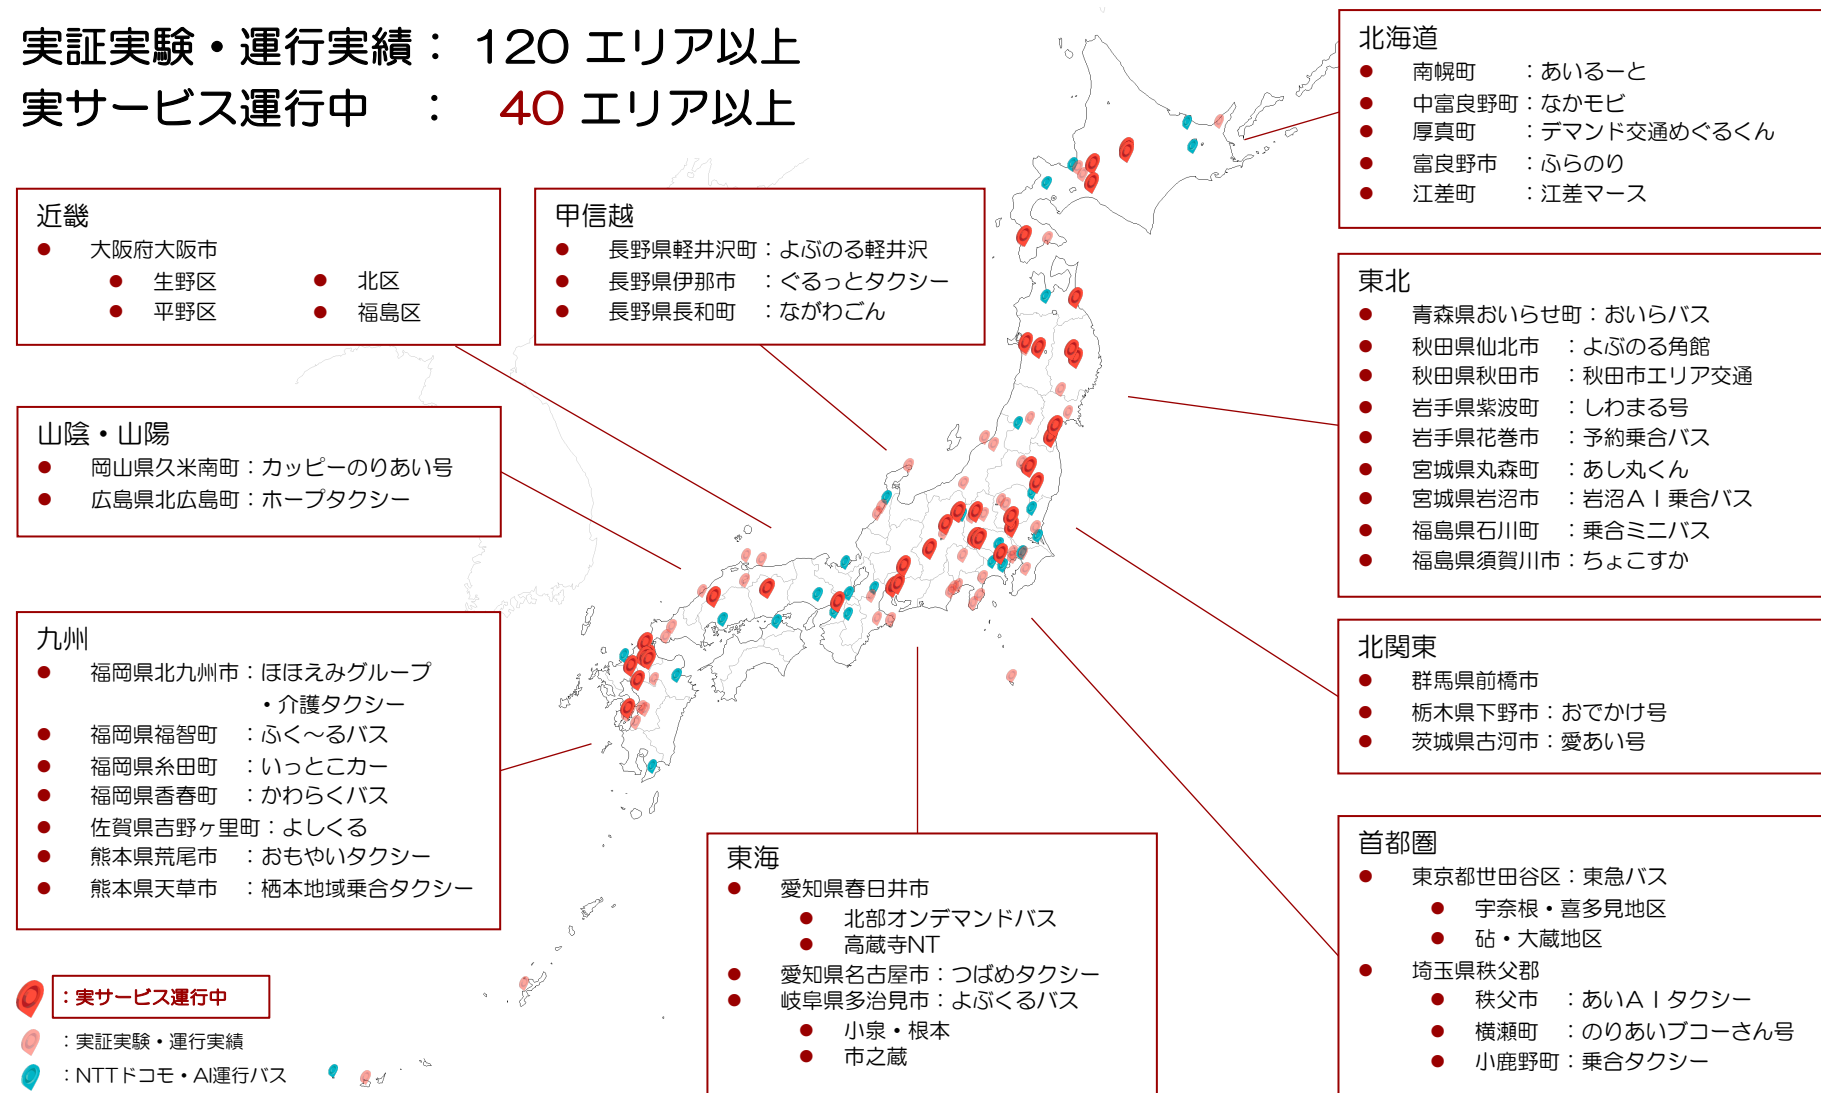 実証実験・運行実績： 120 エリア以上
実サービス運行中 ： 40 エリア以上
北海道
南幌町 ：あいるーと
中富良野町：なかモビ
厚真町 ：デマンド交通めぐるくん
富良野市 ：ふらのり
江差町 ：江差マース
近畿
大阪府大阪市
生野区 北区
平野区 福島区
甲信越
長野県軽井沢町：よぶのる軽井沢
長野県伊那市 ：ぐるっとタクシー
長野県長和町 ：ながわごん
東北
青森県おいらせ町：おいらバス
秋田県仙北市 ：よぶのる角館
秋田県秋田市 ：秋田市エリア交通
岩手県紫波町 ：しわまる号
岩手県花巻市 ：予約乗合バス
宮城県丸森町 ：あし丸くん
宮城県岩沼市 ：岩沼ＡＩ乗合バス
福島県石川町 ：乗合ミニバス
福島県須賀川市：ちょこすか
山陰・山陽
岡山県久米南町：カッピーのりあい号
広島県北広島町：ホープタクシー
九州
福岡県北九州市：ほほえみグループ
・介護タクシー
福岡県福智町 ：ふく～るバス
福岡県糸田町 ：いっとこカー
福岡県香春町 ：かわらくバス
佐賀県吉野ヶ里町：よしくる
熊本県荒尾市 ：おもやいタクシー
熊本県天草市 ：栖本地域乗合タクシー
北関東
群馬県前橋市
栃木県下野市：おでかけ号
茨城県古河市：愛あい号
東海
愛知県春日井市
北部オンデマンドバス
高蔵寺NT
愛知県名古屋市：つばめタクシー
岐阜県多治見市：よぶくるバス
小泉・根本
市之蔵
首都圏
東京都世田谷区：東急バス
宇奈根・喜多見地区
砧・大蔵地区
埼玉県秩父郡
秩父市 ：あいＡＩタクシー
横瀬町 ：のりあいブコーさん号
小鹿野町：乗合タクシー
：実サービス運行中
：実証実験・運行実績
：NTTドコモ・AI運行バス